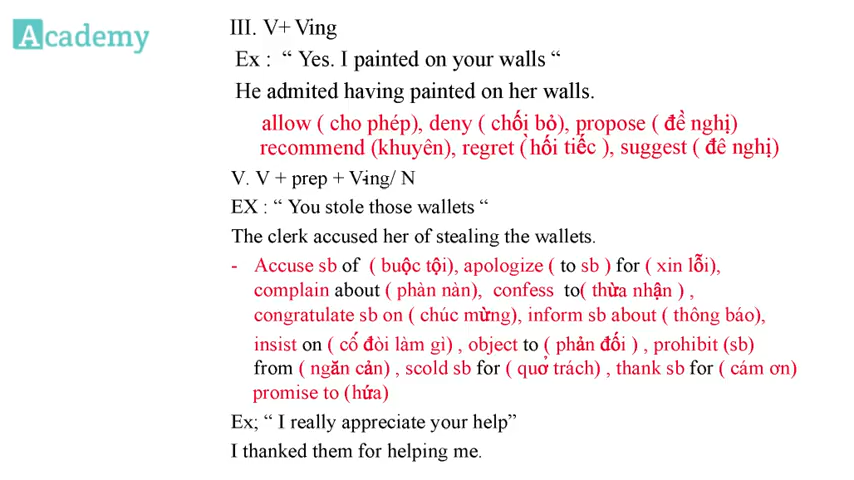 Academy
III. V+ Ving
Ex : “ Yes. I painted on your walls “
He admited having painted on her walls.
allow ( cho phép), deny ( chối bỏ), propose ( đề nghị)
recommend (khuyên), regret ( hối tiếc ), suggest ( đê nghị)
V. V + prep + Ving/ N
EX : “ You stole those wallets “
The clerk accused her of stealing the wallets.
- Accuse sb of ( buộc tội), apologize ( to sb ) for ( xin lỗi),
complain about ( phàn nàn), confess to( thừa nhận ) ,
congratulate sb on ( chúc mừng), inform sb about ( thông báo),
insist on ( cố đòi làm gì) , object to ( phản đối ) , prohibit (sb)
from ( ngăn cản) , scold sb for ( quở trách) , thank sb for ( cám ơn)
promise to (hứa)
Ex; “ I really appreciate your help”
I thanked them for helping me.